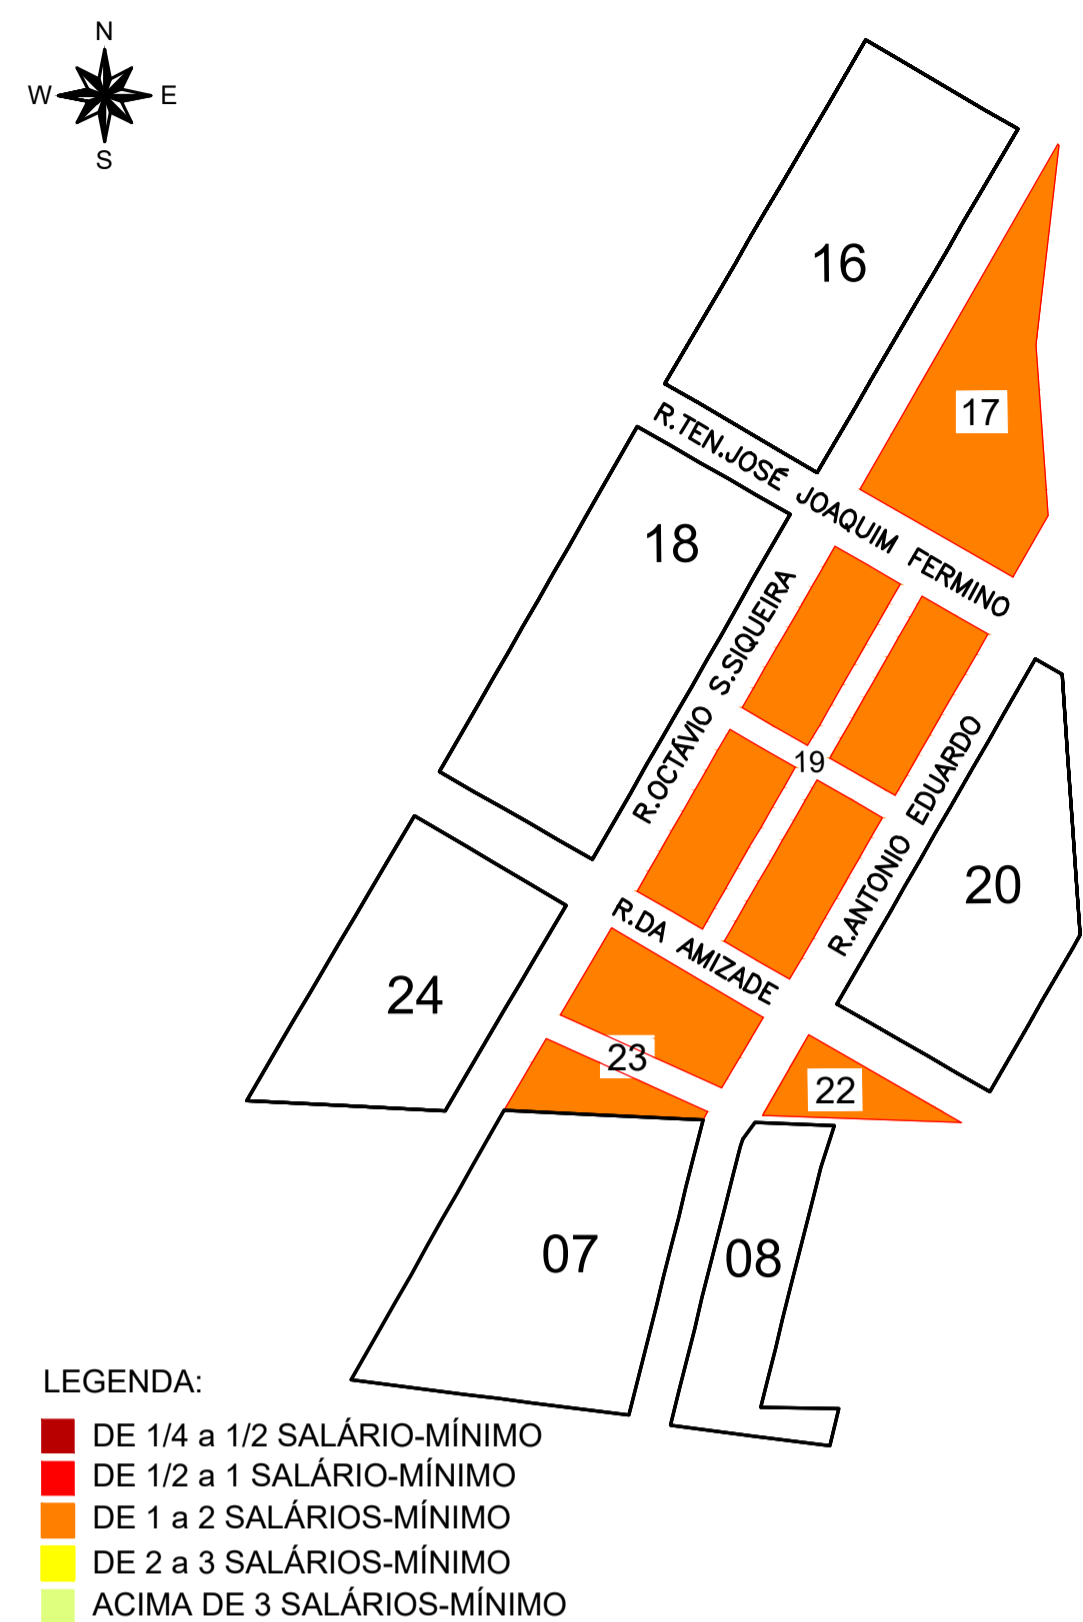 N
W
E
S
16
17
R.TEN.JOSÉ JOAQUIM FERMINO
18
R.OCTÁVIO S.SIQUEIRA
19
R.ANTONIO EDUARDO
20
R.DA AMIZADE
24
23
22
07
08
LEGENDA:
DE 1/4 a 1/2 SALÁRIO-MÍNIMO
DE 1/2 a 1 SALÁRIO-MÍNIMO
DE 1 a 2 SALÁRIOS-MÍNIMO
DE 2 a 3 SALÁRIOS-MÍNIMO
ACIMA DE 3 SALÁRIOS-MÍNIMO